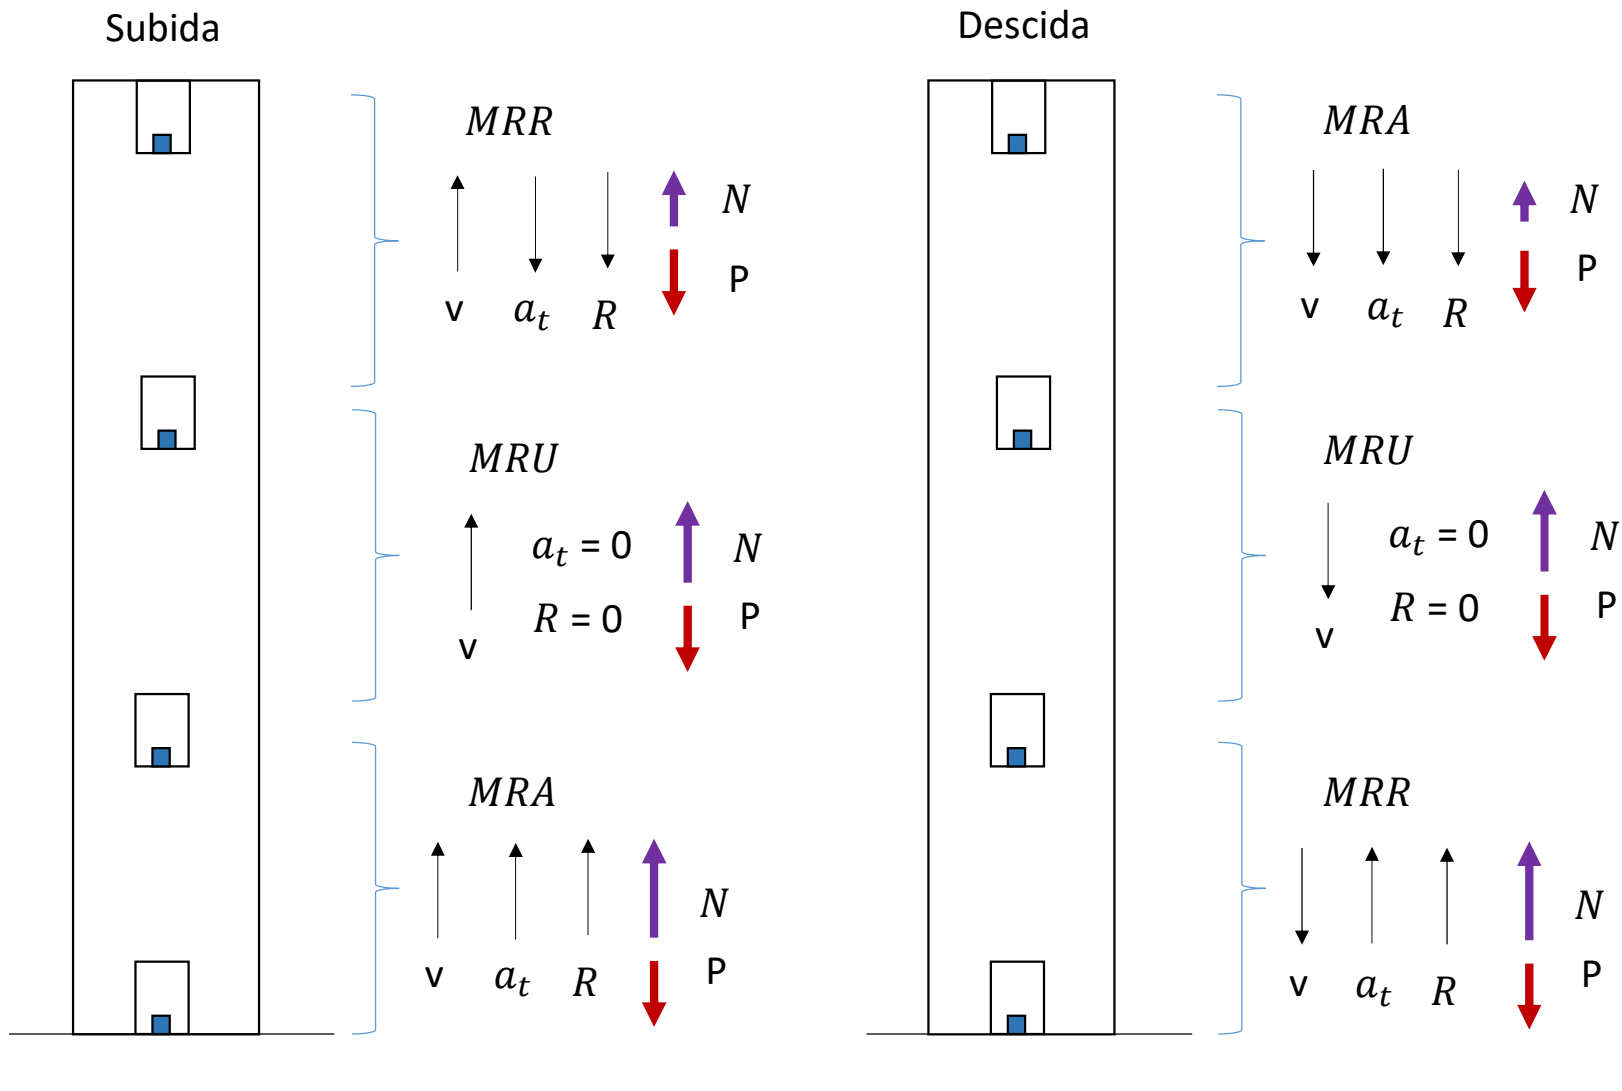 Subida
MRR
N
P
v
a_t
R
MRU
a_t = 0
N
R = 0
P
v
MRA
N
P
v
a_t
R
Descida
MRA
N
P
v
a_t
R
MRU
a_t = 0
N
R = 0
P
v
MRR
N
P
v
a_t
R